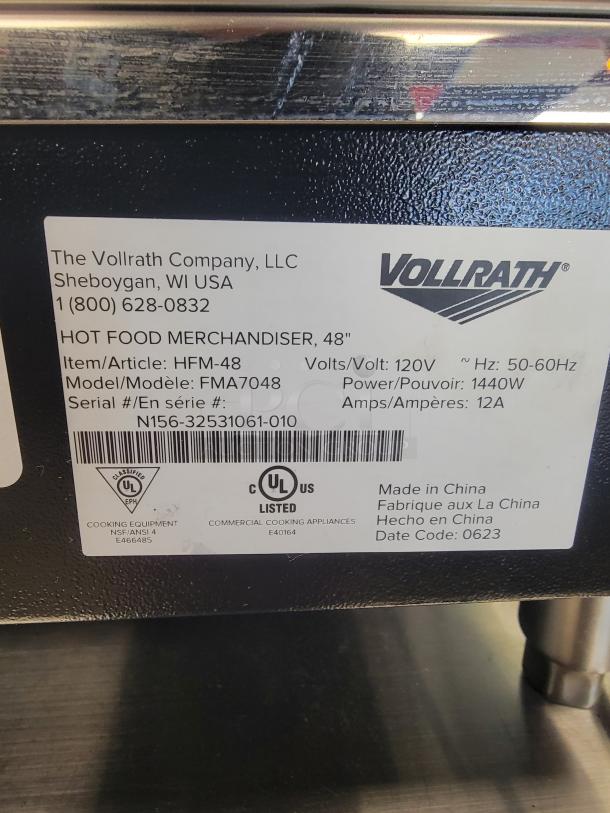 The Vollrath Company, LLC
Sheboygan, WI USA
1 (800) 628-0832
VOLLRATH®
HOT FOOD MERCHANDISER, 48"
Item/Article: HFM-48 Volts/Volt: 120V ~ Hz: 50-60Hz
Model/Modèle: FMA7048 Power/Pouvoir: 1440W
Serial #/En série #: Amps/Ampères: 12A
N156-32531061-010
CLASSIFIED
UL
EPH
COOKING EQUIPMENT
NSF/ANSI 4
E466485
C UL US
LISTED
COMMERCIAL COOKING APPLIANCES
E40164
Made in China
Fabrique aux La China
Hecho en China
Date Code: 0623